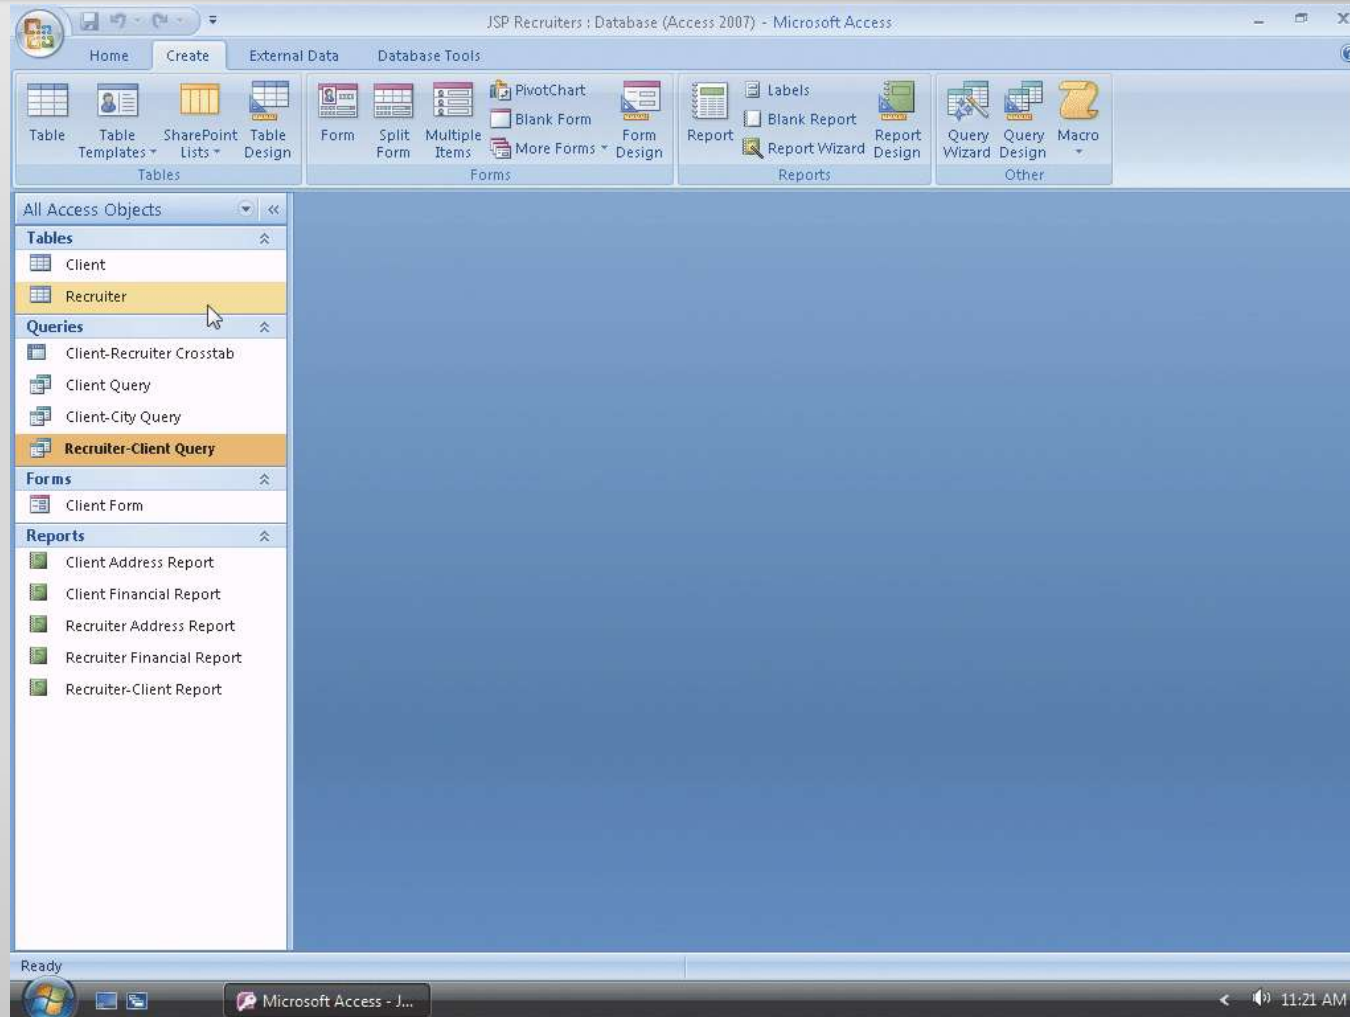 JSP Recruiters : Database (Access 2007) - Microsoft Access
Home Create External Data Database Tools
Table
Table Templates
SharePoint Lists
Table Design
Tables
Form
Split Form
Multiple Items
PivotChart
Blank Form
More Forms
Form Design
Forms
Report
Labels
Blank Report
Report Wizard
Report Design
Reports
Query Wizard
Query Design
Macro
Other
All Access Objects
Tables
Client
Recruiter
Queries
Client-Recruiter Crosstab
Client Query
Client-City Query
Recruiter-Client Query
Forms
Client Form
Reports
Client Address Report
Client Financial Report
Recruiter Address Report
Recruiter Financial Report
Recruiter-Client Report
Ready
Microsoft Access - J...
11:21 AM